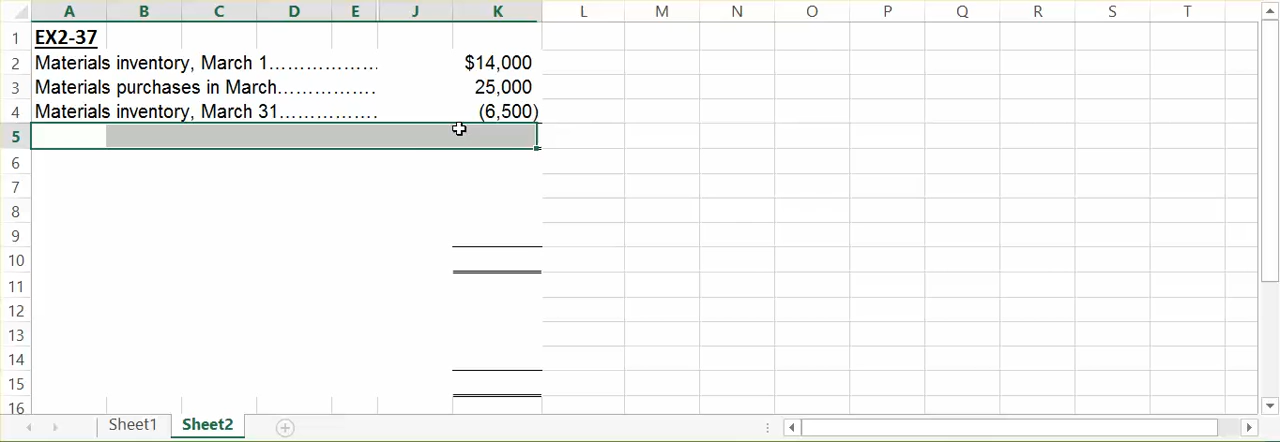 A B C D E J K L M N O P Q R S T
1 EX2-37
2 Materials inventory, March 1……………….. $14,000
3 Materials purchases in March……………. 25,000
4 Materials inventory, March 31……………. (6,500)
5
6
7
8
9
10
11
12
13
14
15
16
Sheet1 Sheet2